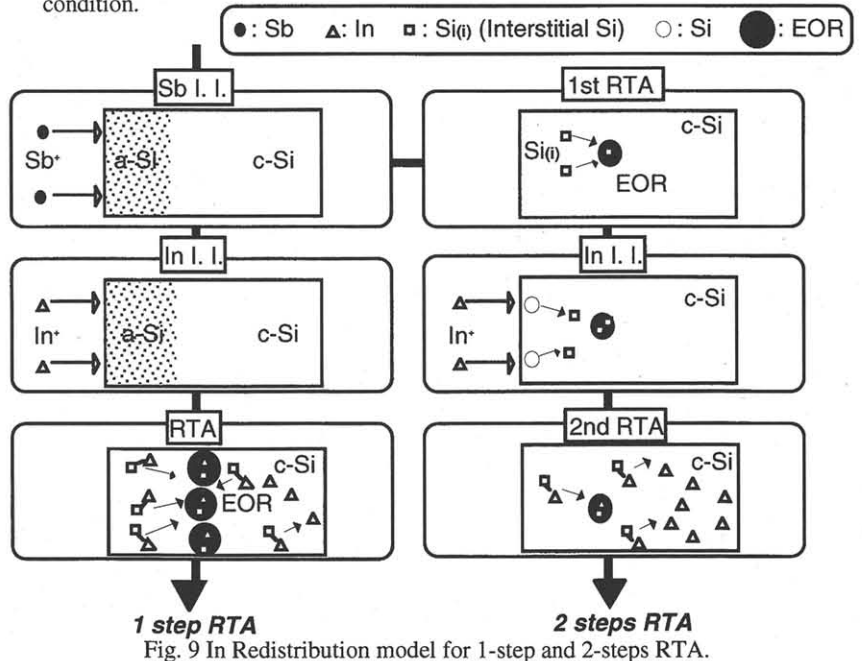 condition.
●: Sb △: In □: Si(i) (Interstitial Si) ○: Si ●: EOR
Sb I. I.
Sb⁺
a-Si
c-Si
1st RTA
c-Si
Si(i)
EOR
In I. I.
In⁺
a-Si
c-Si
In I. I.
In⁺
c-Si
RTA
c-Si
EOR
2nd RTA
c-Si
1 step RTA
2 steps RTA
Fig. 9 In Redistribution model for 1-step and 2-steps RTA.